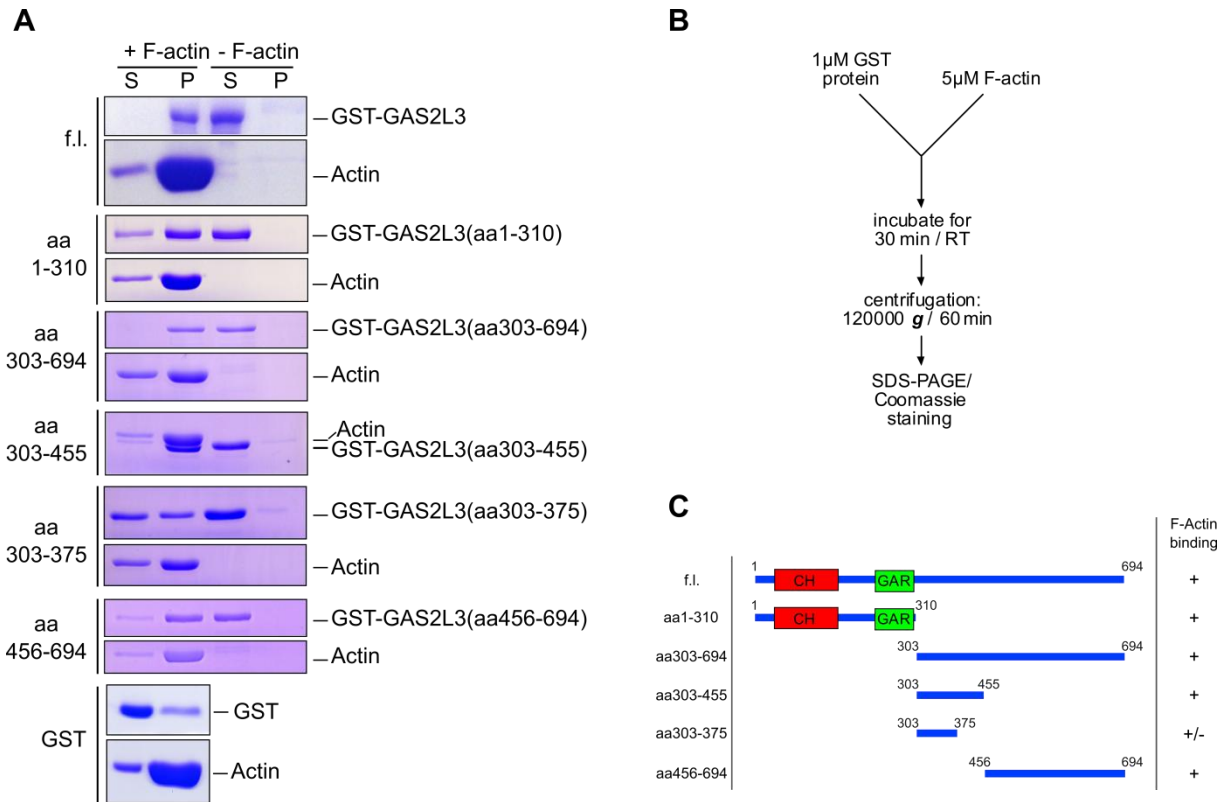 A
+ F-actin - F-actin
S P S P
f.l.
GST-GAS2L3
Actin
aa
1-310
GST-GAS2L3(aa1-310)
Actin
aa
303-694
GST-GAS2L3(aa303-694)
Actin
aa
303-455
Actin
GST-GAS2L3(aa303-455)
aa
303-375
GST-GAS2L3(aa303-375)
Actin
aa
456-694
GST-GAS2L3(aa456-694)
Actin
GST
GST
Actin
B
1µM GST
protein
5µM F-actin
incubate for
30 min / RT
centrifugation:
120000 g / 60 min
SDS-PAGE/
Coomassie
staining
C
F-Actin
binding
f.l. 1 CH GAR 694 +
aa1-310 1 CH GAR 310 +
aa303-694 303 694 +
aa303-455 303 455 +
aa303-375 303 375 +/-
aa456-694 456 694 +